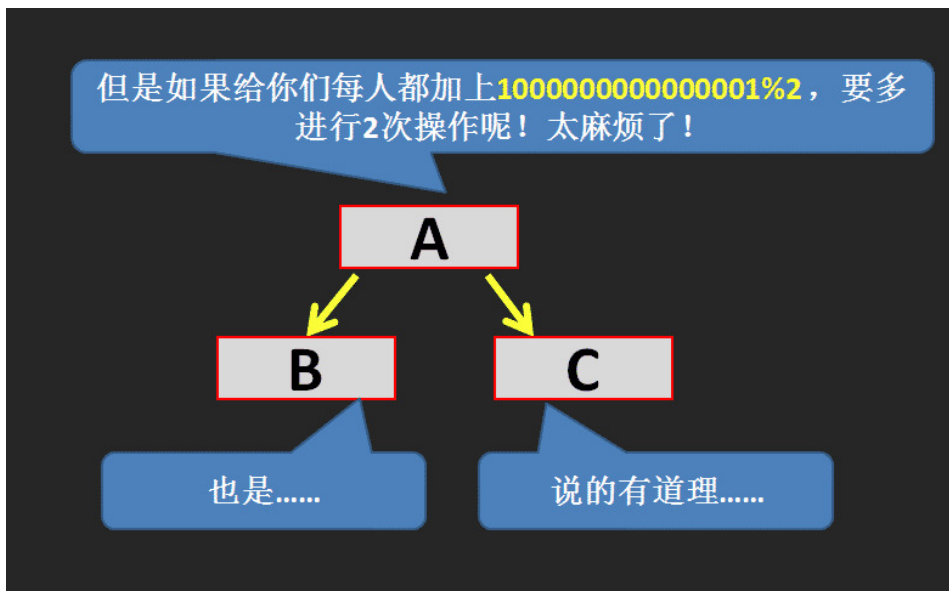 但是如果给你们每人都加上1000000000000001%2，要多
进行2次操作呢！太麻烦了！
A
B
C
也是……
说的有道理……